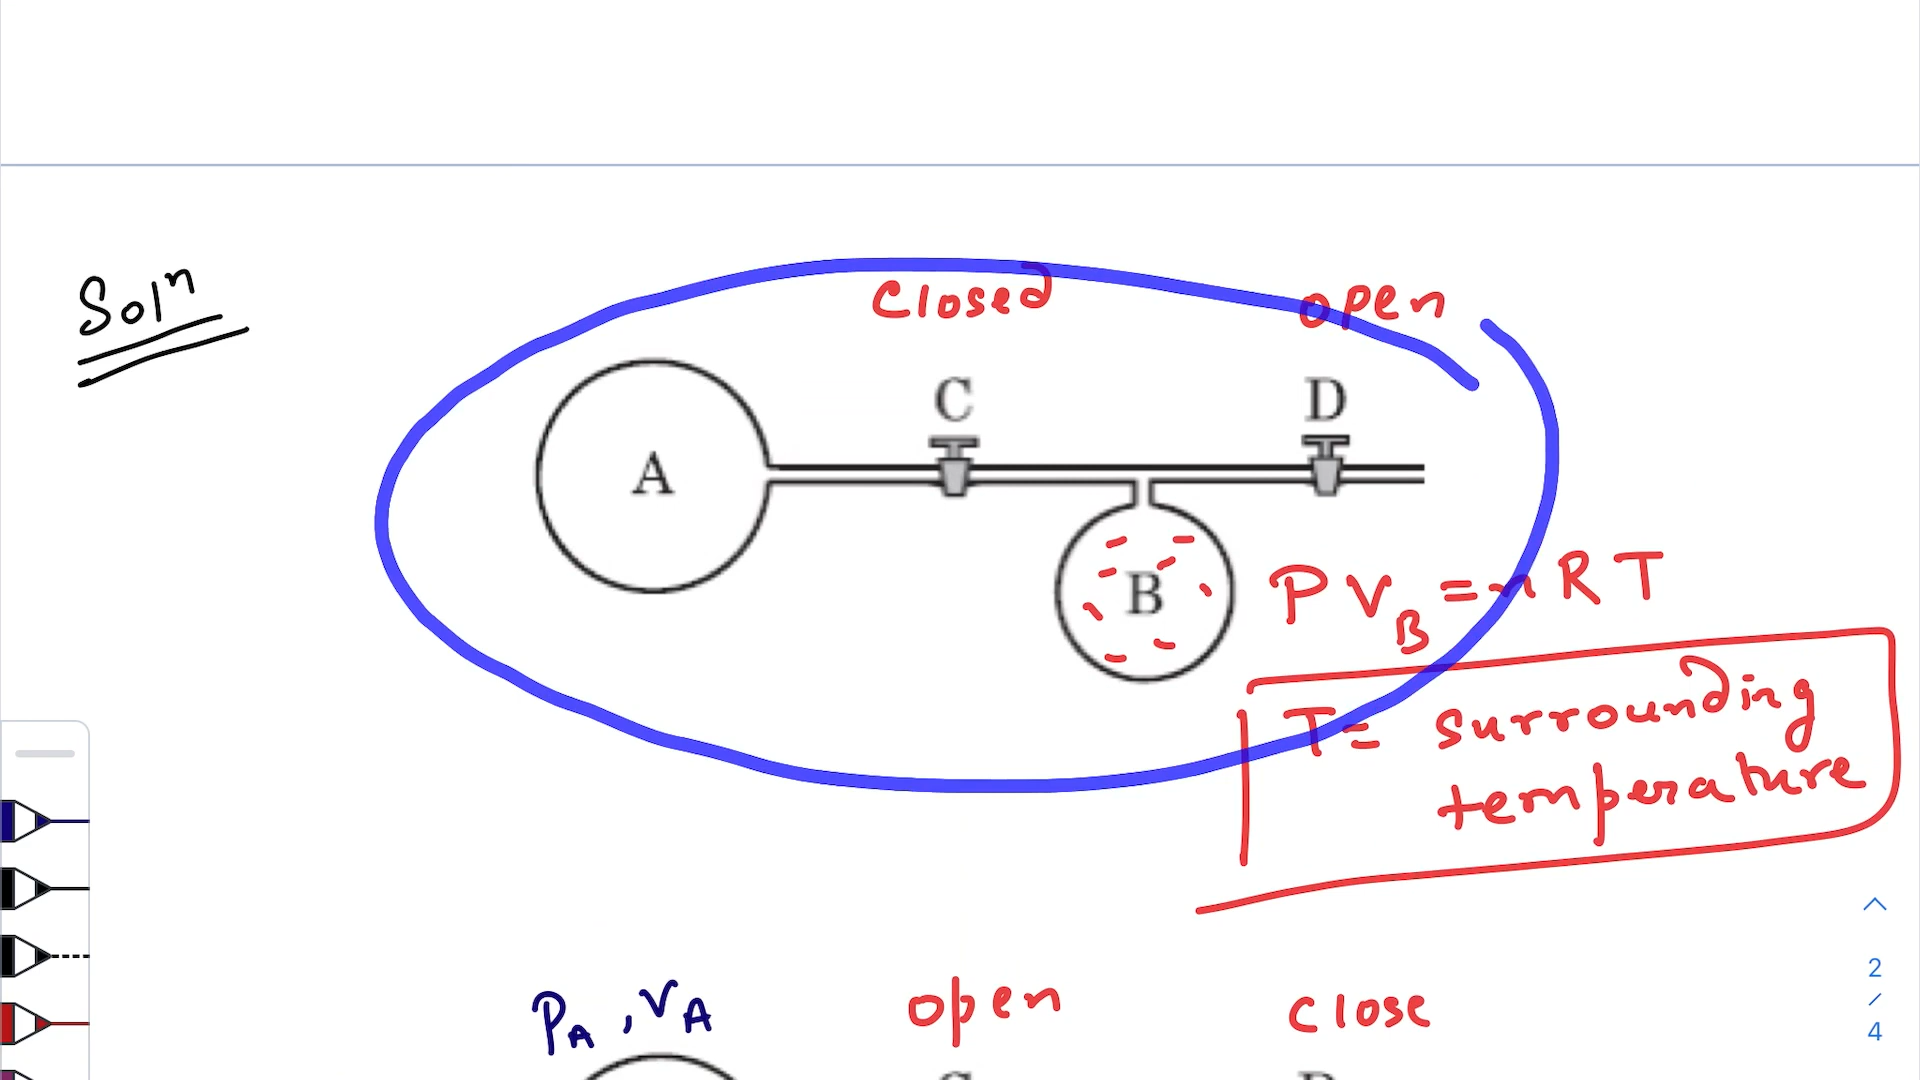 Solⁿ
Closed open
C D
A
B
PV_B = nRT
T = surrounding
temperature
P_A, V_A open close
2
/
4